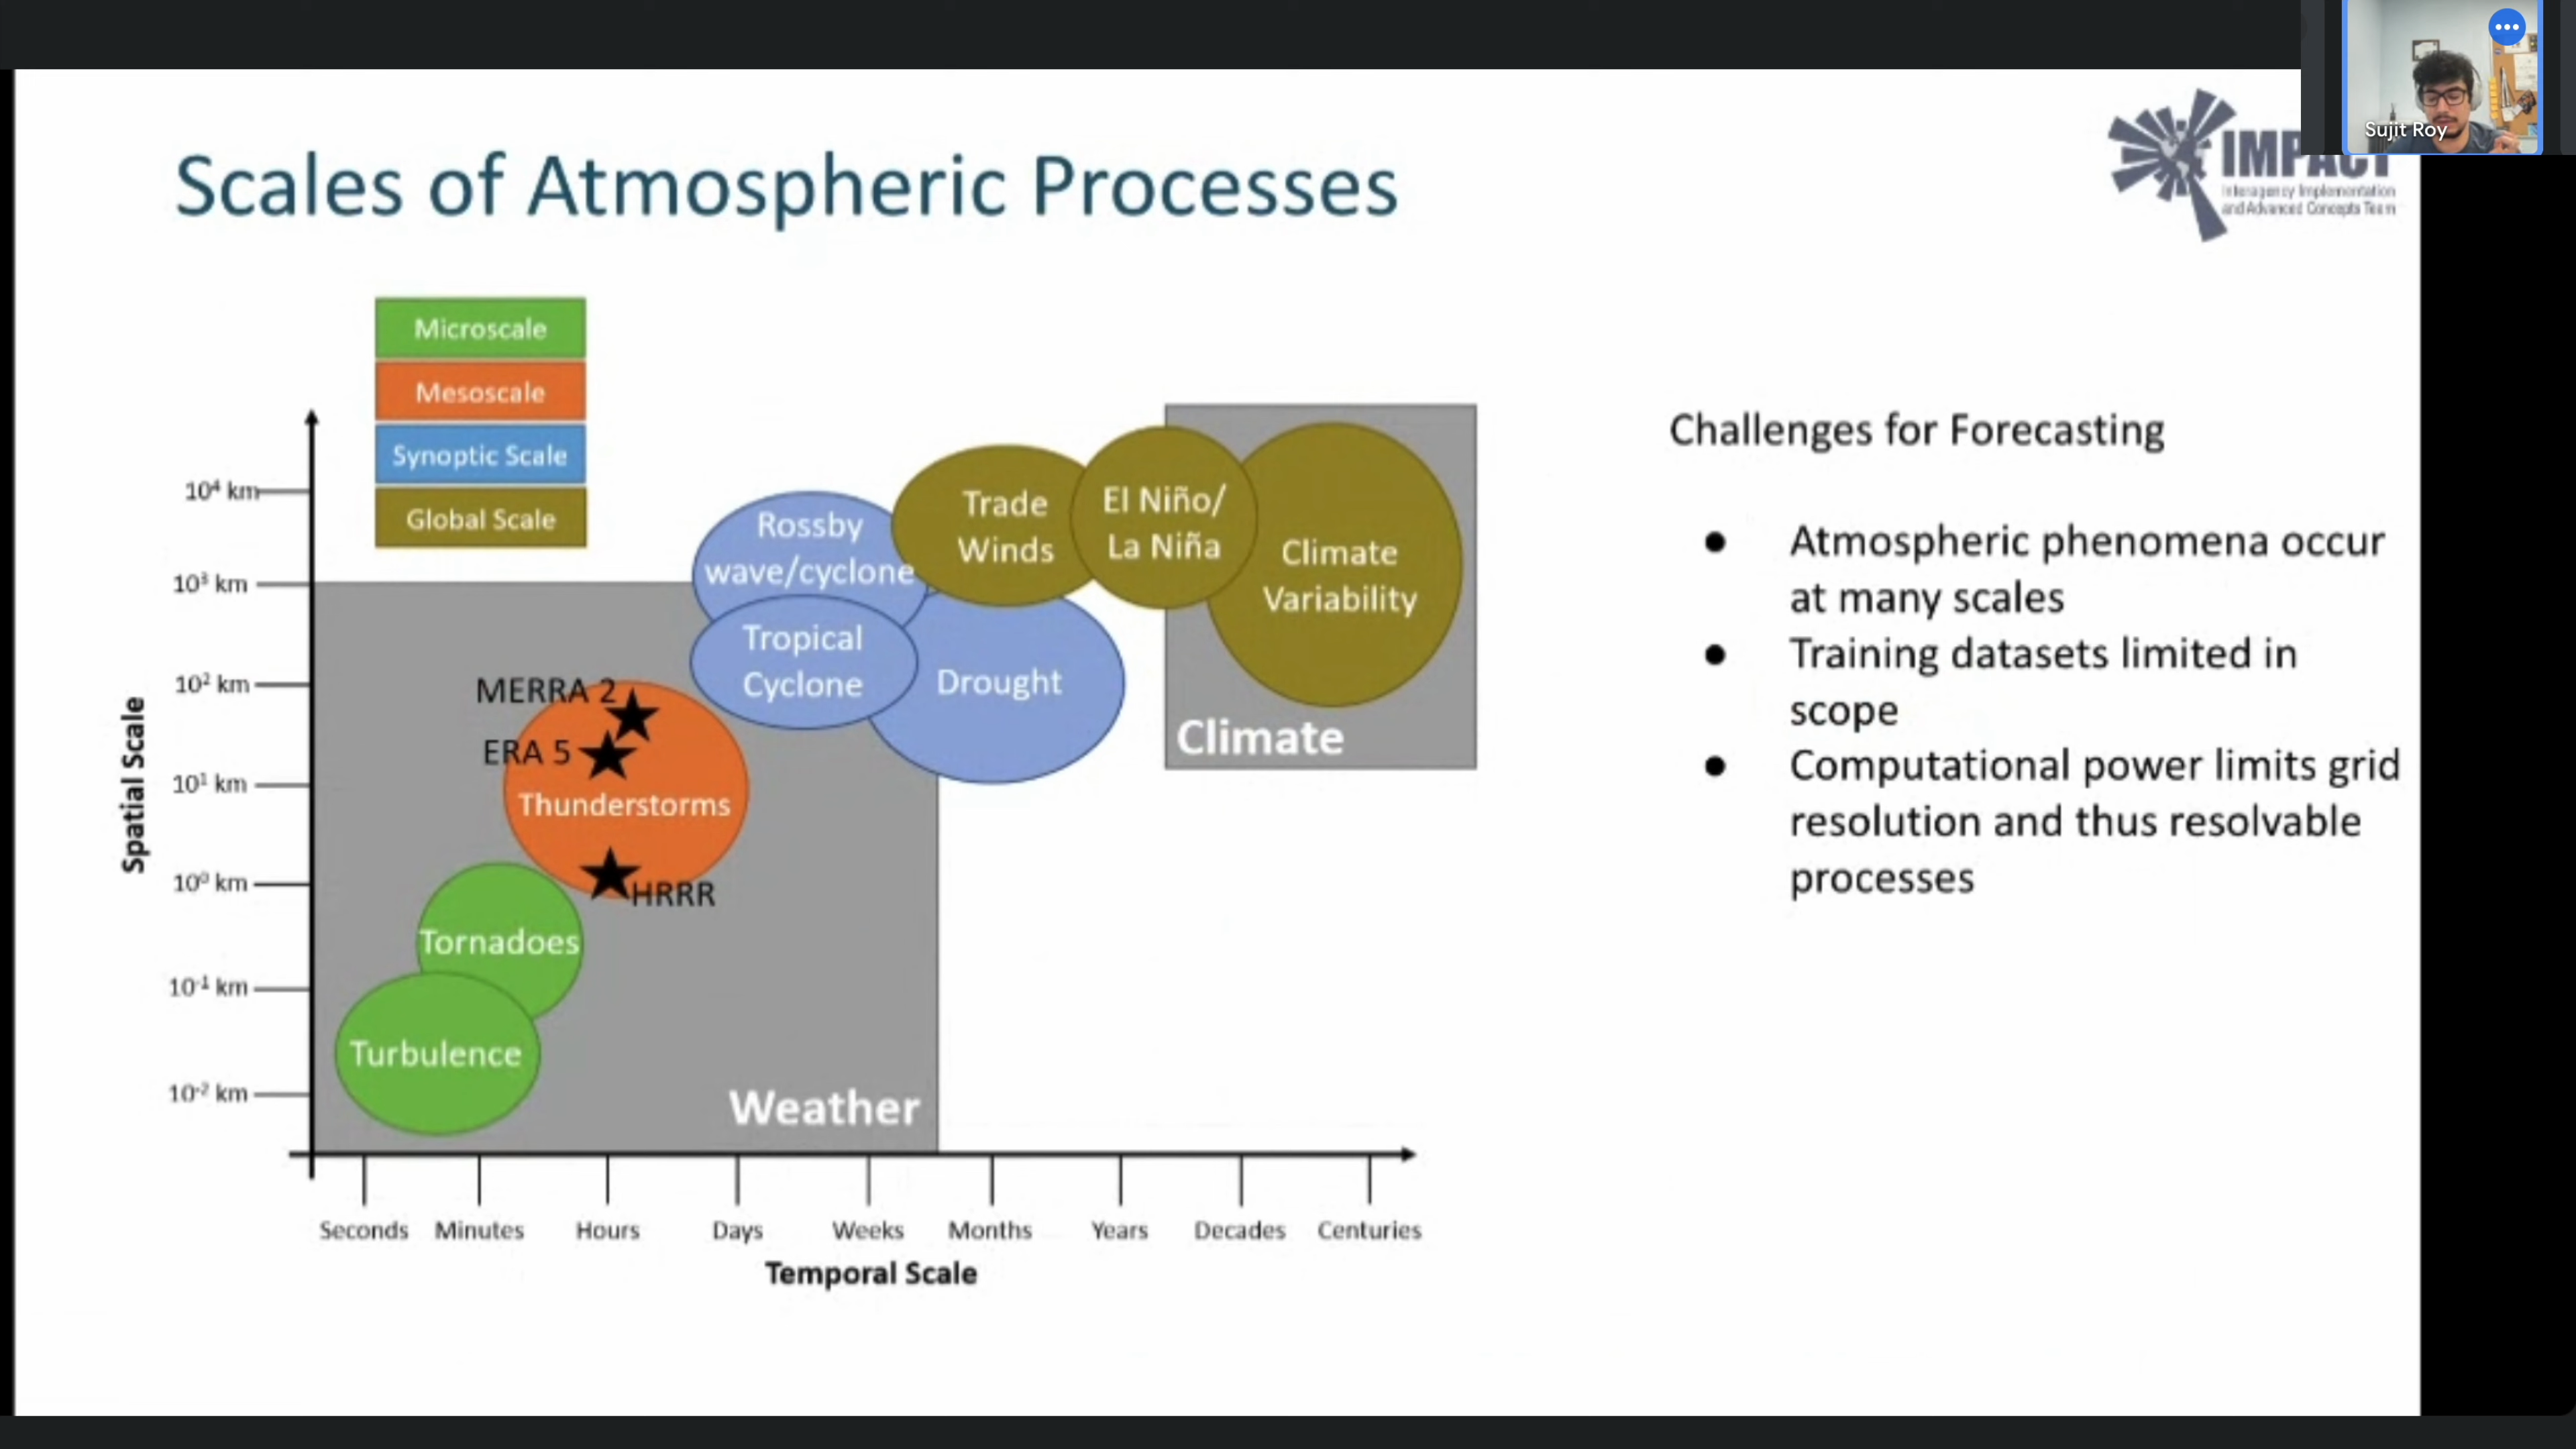 Sujit Roy
IMPACT
Interagency Implementation
and Advanced Concepts Team
Scales of Atmospheric Processes
Microscale
Mesoscale
Synoptic Scale
Global Scale
Spatial Scale
10⁴ km
10³ km
10² km
10¹ km
10⁰ km
10⁻¹ km
10⁻² km
Rossby
wave/cyclone
Trade
Winds
El Niño/
La Niña
Climate
Variability
Tropical
Cyclone
Drought
Climate
MERRA 2
ERA 5
Thunderstorms
HRRR
Tornadoes
Turbulence
Weather
Seconds
Minutes
Hours
Days
Weeks
Months
Years
Decades
Centuries
Temporal Scale
Challenges for Forecasting
● Atmospheric phenomena occur
at many scales
● Training datasets limited in
scope
● Computational power limits grid
resolution and thus resolvable
processes